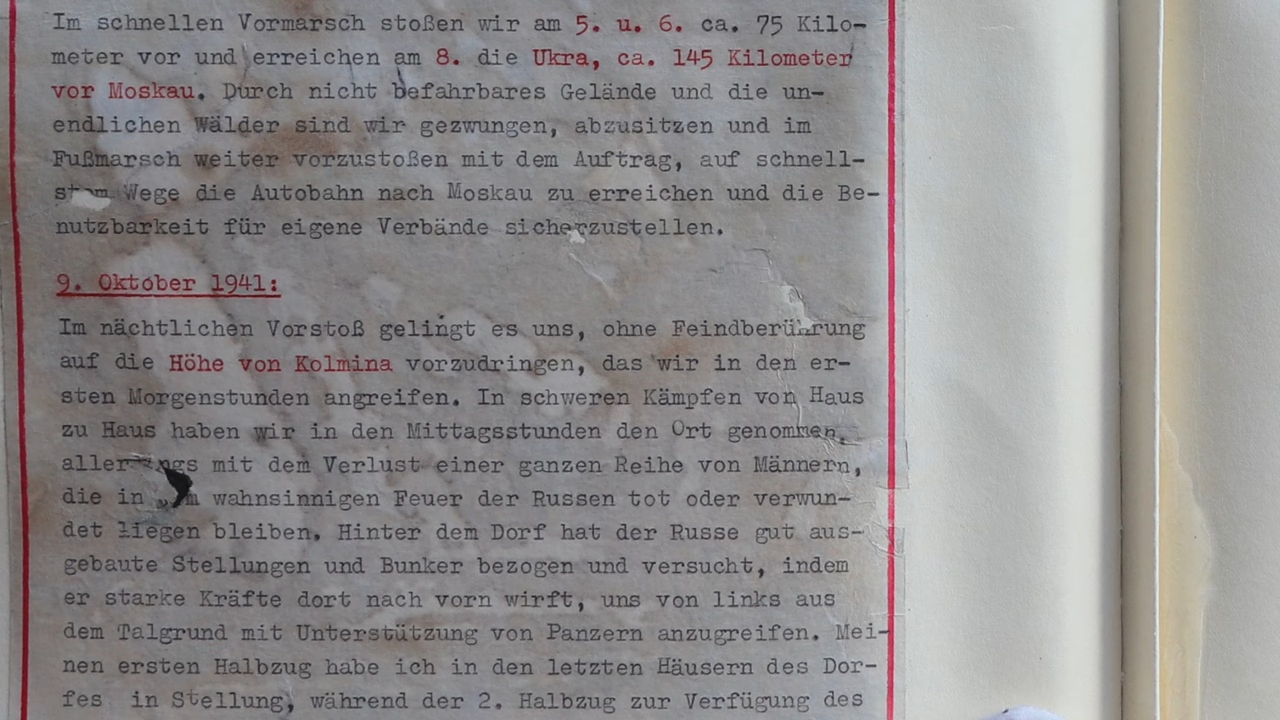 Im schnellen Vormarsch stoßen wir am 5. u. 6. ca. 75 Kilo-
meter vor und erreichen am 8. die Ukra, ca. 145 Kilometer
vor Moskau. Durch nicht befahrbares Gelände und die un-
endlichen Wälder sind wir gezwungen, abzusitzen und im
Fußmarsch weiter vorzustoßen mit dem Auftrag, auf schnell-
stem Wege die Autobahn nach Moskau zu erreichen und die Be-
nutzbarkeit für eigene Verbände sicherzustellen.
9. Oktober 1941:
Im nächtlichen Vorstoß gelingt es uns, ohne Feindberührung
auf die Höhe von Kolmina vorzudringen, das wir in den er-
sten Morgenstunden angreifen. In schweren Kämpfen von Haus
zu Haus haben wir in den Mittagsstunden den Ort genommen,
allerdings mit dem Verlust einer ganzen Reihe von Männern,
die in wahnsinnigen Feuer der Russen tot oder verwun-
det liegen bleiben. Hinter dem Dorf hat der Russe gut aus-
gebaute Stellungen und Bunker bezogen und versucht, indem
er starke Kräfte dort nach vorn wirft, uns von links aus
dem Talgrund mit Unterstützung von Panzern anzugreifen. Mei-
nen ersten Halbzug habe ich in den letzten Häusern des Dor-
fes in Stellung, während der 2. Halbzug zur Verfügung des